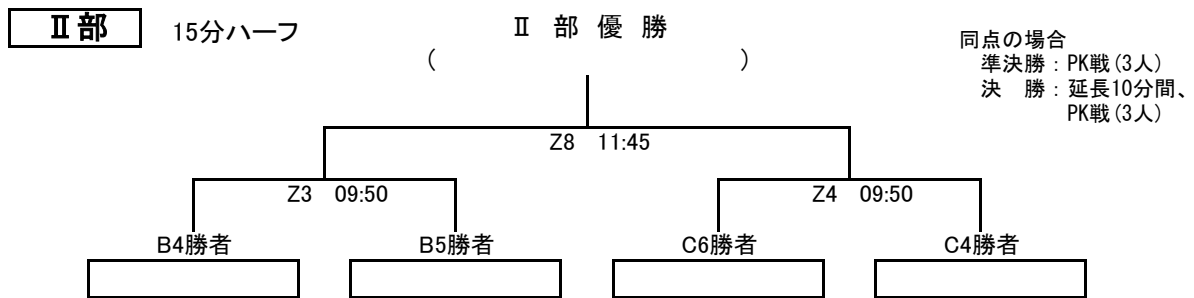 Ⅱ部 15分ハーフ
Ⅱ 部 優 勝
( )
同点の場合
準決勝：PK戦(3人)
決 勝：延長10分間、
PK戦(3人)
Z8 11:45
Z3 09:50
Z4 09:50
B4勝者 B5勝者 C6勝者 C4勝者